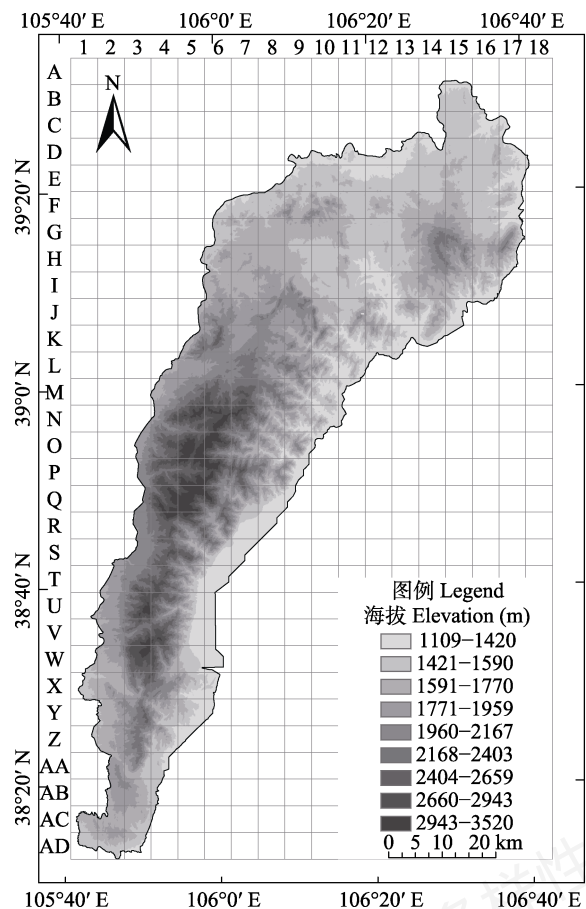 105°40′ E 106°0′ E 106°20′ E 106°40′ E
1 2 3 4 5 6 7 8 9 10 11 12 13 14 15 16 17 18
A
N
B
C
D
E
39°20′ N
F
G
H
I
J
K
L
39°0′ N
M
N
O
P
Q
R
S
38°40′ N
T
U
V
W
X
Y
Z
38°20′ N
AA
AB
AC
AD
图例 Legend
海拔 Elevation (m)
1109−1420
1421−1590
1591−1770
1771−1959
1960−2167
2168−2403
2404−2659
2660−2943
2943−3520
0 5 10 20 km
105°40′ E 106°0′ E 106°20′ E 106°40′ E
样性